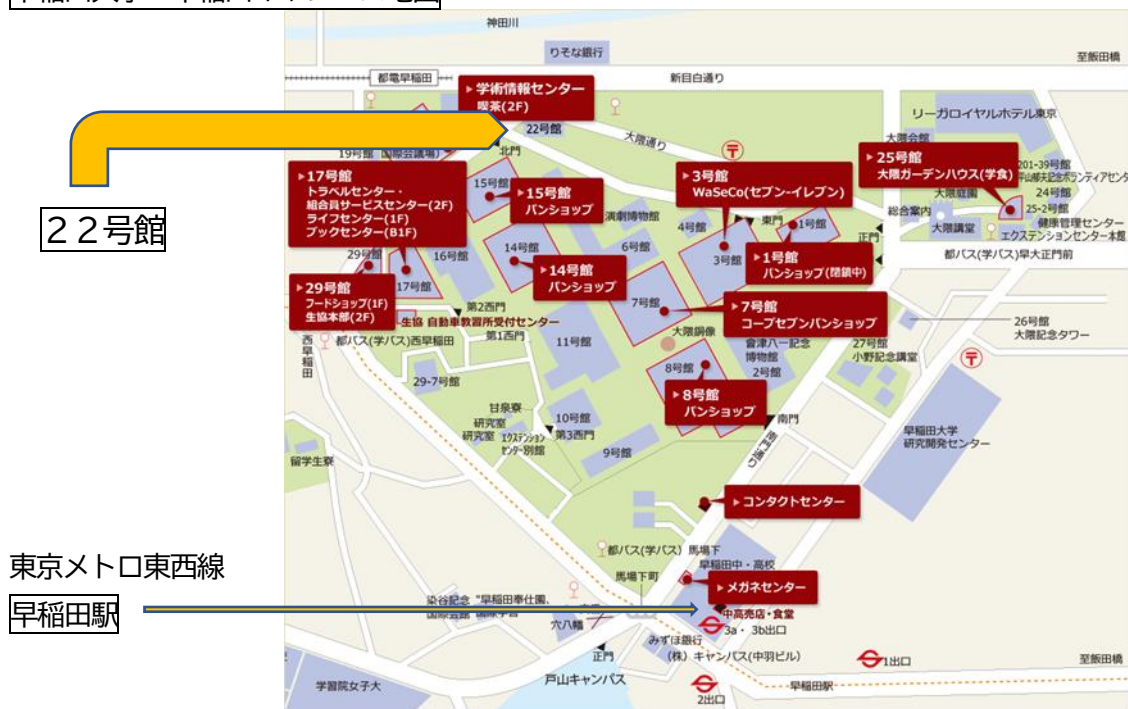 神田川
りそな銀行
至飯田橋
都電早稲田
新目白通り
▶学術情報センター
喫茶(2F)
リーガロイヤルホテル東京
22号館
大隈通り
大隈会館
北門
▶17号館
トラベルセンター・
組合員サービスセンター(2F)
ライフセンター(1F)
ブックセンター(B1F)
15号館
▶15号館
パンショップ
▶3号館
WaSeCo(セブン-イレブン)
▶25号館
大隈ガーデンハウス(学食)
24号館
25-2号館
大隈庭園
総合案内
大隈講堂
健康管理センター
エクステンションセンター本館
22号館
演劇博物館
6号館
4号館
東門
1号館
正門
3号館
▶1号館
パンショップ(閉鎖中)
都バス(学バス)早大正門前
14号館
▶14号館
パンショップ
16号館
29号館
17号館
▶29号館
フードショップ(1F)
生協本部(2F)
7号館
▶7号館
コープセブンパンショップ
第2西門
生協 自動車教習所受付センター
都バス(学バス)西早稲田
第1西門
西早稲田
11号館
大隈銅像
會津八一記念
博物館
2号館
27号館
小野記念講堂
26号館
大隈記念タワー
8号館
▶8号館
パンショップ
29-7号館
甘泉寮
研究室
研究室
エクステンション
センター別館
10号館
第3西門
9号館
南門
南門通り
早稲田大学
研究開発センター
留学生寮
▶コンタクトセンター
都バス(学バス) 馬場下
早稲田中・高校
馬場下町
▶メガネセンター
東京メトロ東西線
早稲田駅
染谷記念
国際会館
"早稲田奉仕園、
穴八幡
中高売店・食堂
3a・ 3b出口
みずほ銀行
(株) キャンパス(中羽ビル)
1出口
至飯田橋
正門
戸山キャンパス
学習院女子大
早稲田駅
2出口